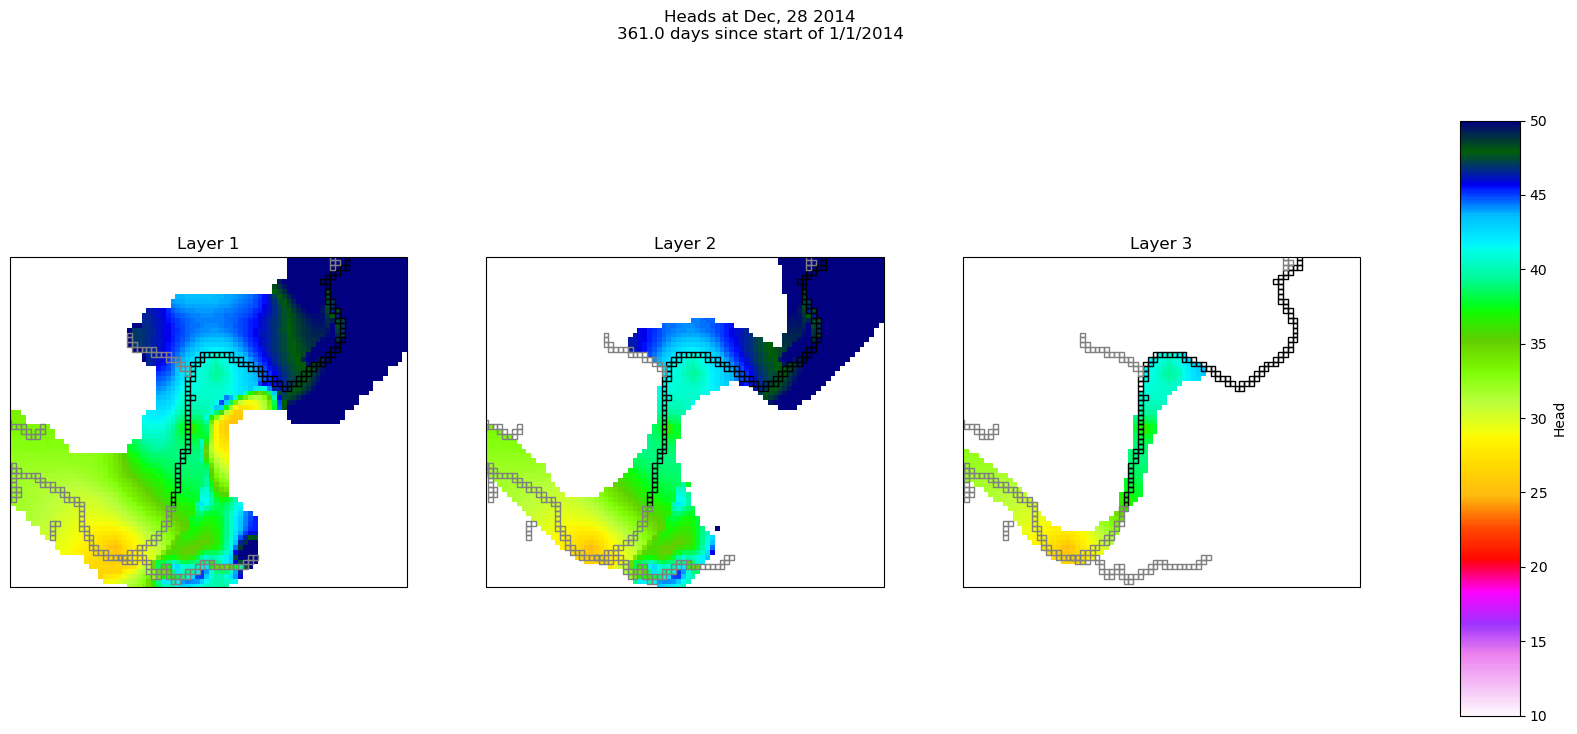 Heads at Dec, 28 2014
361.0 days since start of 1/1/2014
Layer 1
Layer 2
Layer 3
50
45
40
35
30
25
20
15
10
Head